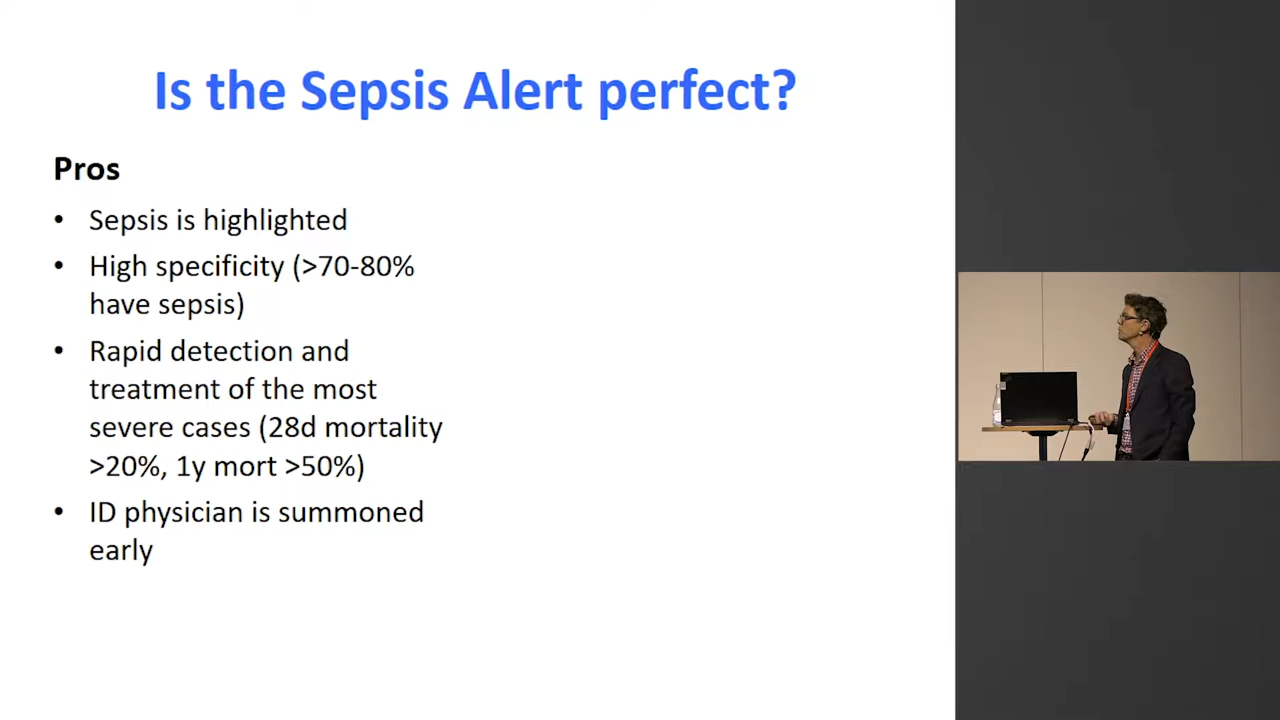 Is the Sepsis Alert perfect?
Pros
• Sepsis is highlighted
• High specificity (>70-80%
have sepsis)
• Rapid detection and
treatment of the most
severe cases (28d mortality
>20%, 1y mort >50%)
• ID physician is summoned
early